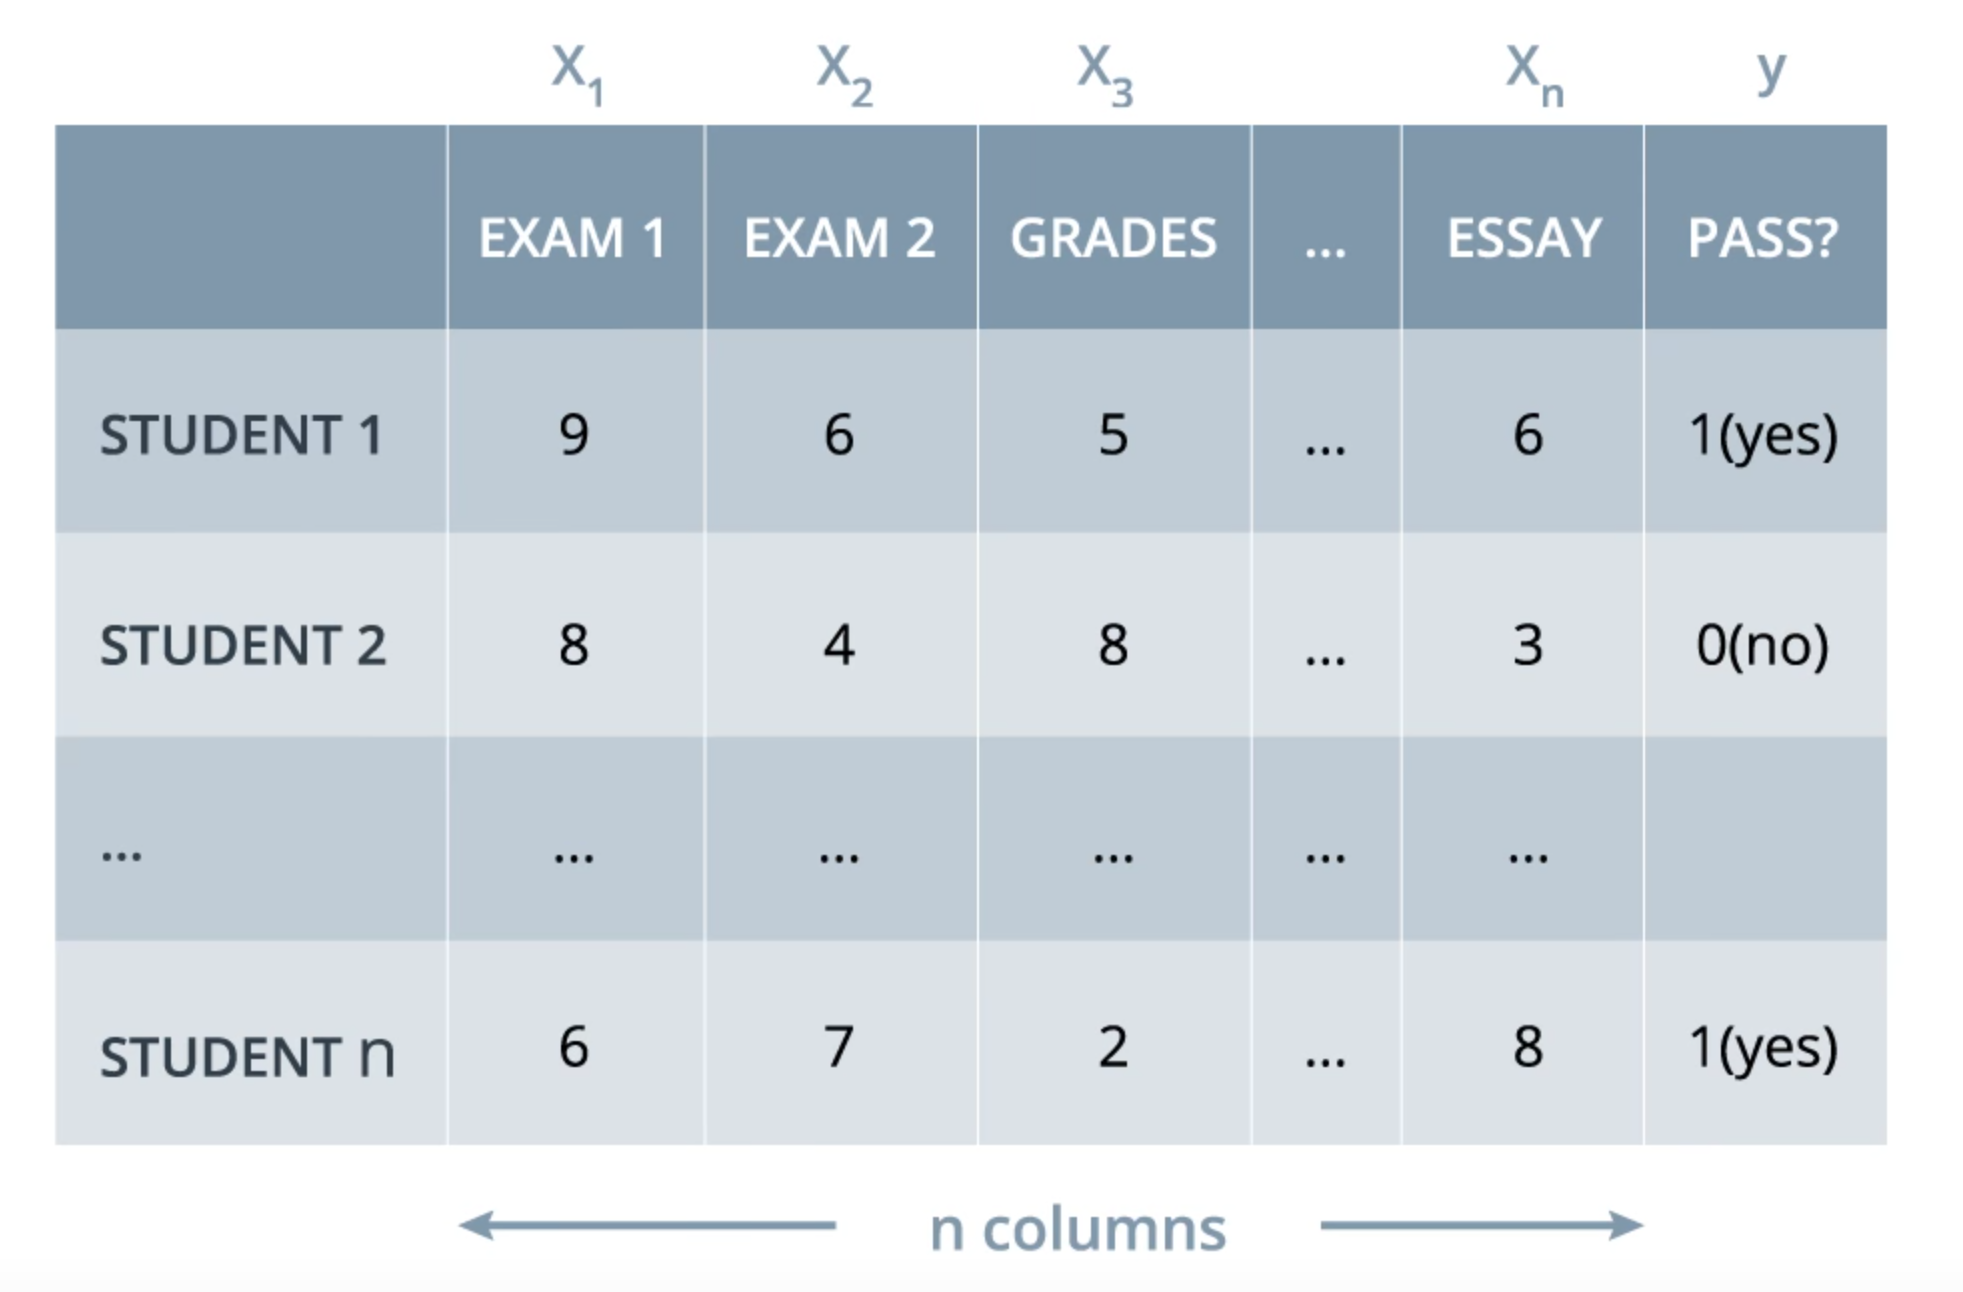 X1 X2 X3 Xn y
EXAM 1 EXAM 2 GRADES ... ESSAY PASS?
STUDENT 1 9 6 5 ... 6 1(yes)
STUDENT 2 8 4 8 ... 3 0(no)
... ... ... ... ... ...
STUDENT n 6 7 2 ... 8 1(yes)
n columns